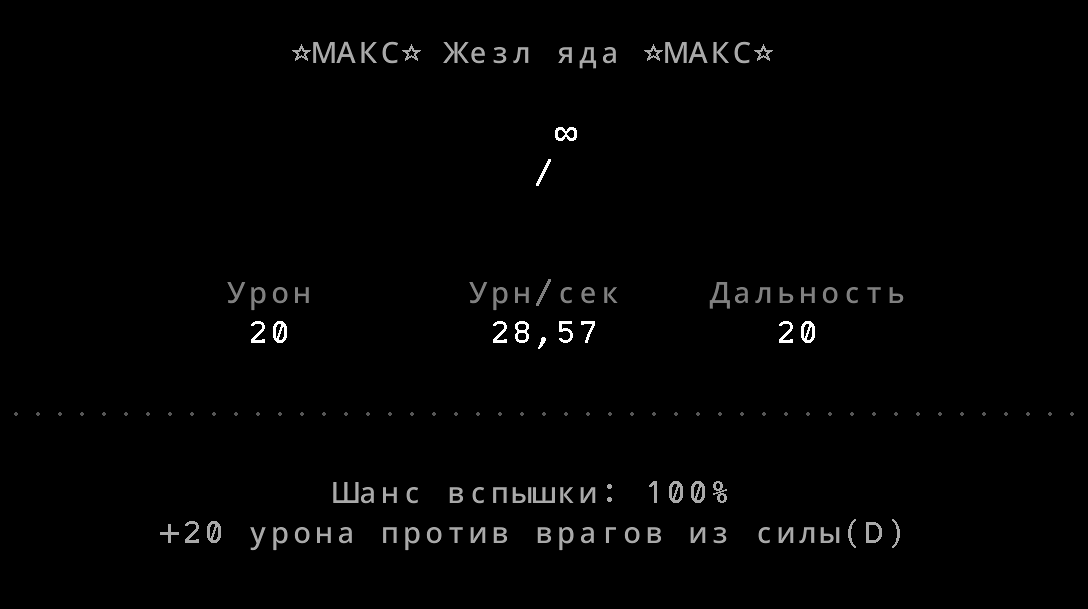 ☆МАКС☆ Жезл яда ☆МАКС☆
∞
/
Урон Урн/сек Дальность
20 28,57 20
. . . . . . . . . . . . . . . . . . . . . . . . . . . . . . . . . . . . . . . . . . . . . . . . .
Шанс вспышки: 100%
+20 урона против врагов из силы(D)